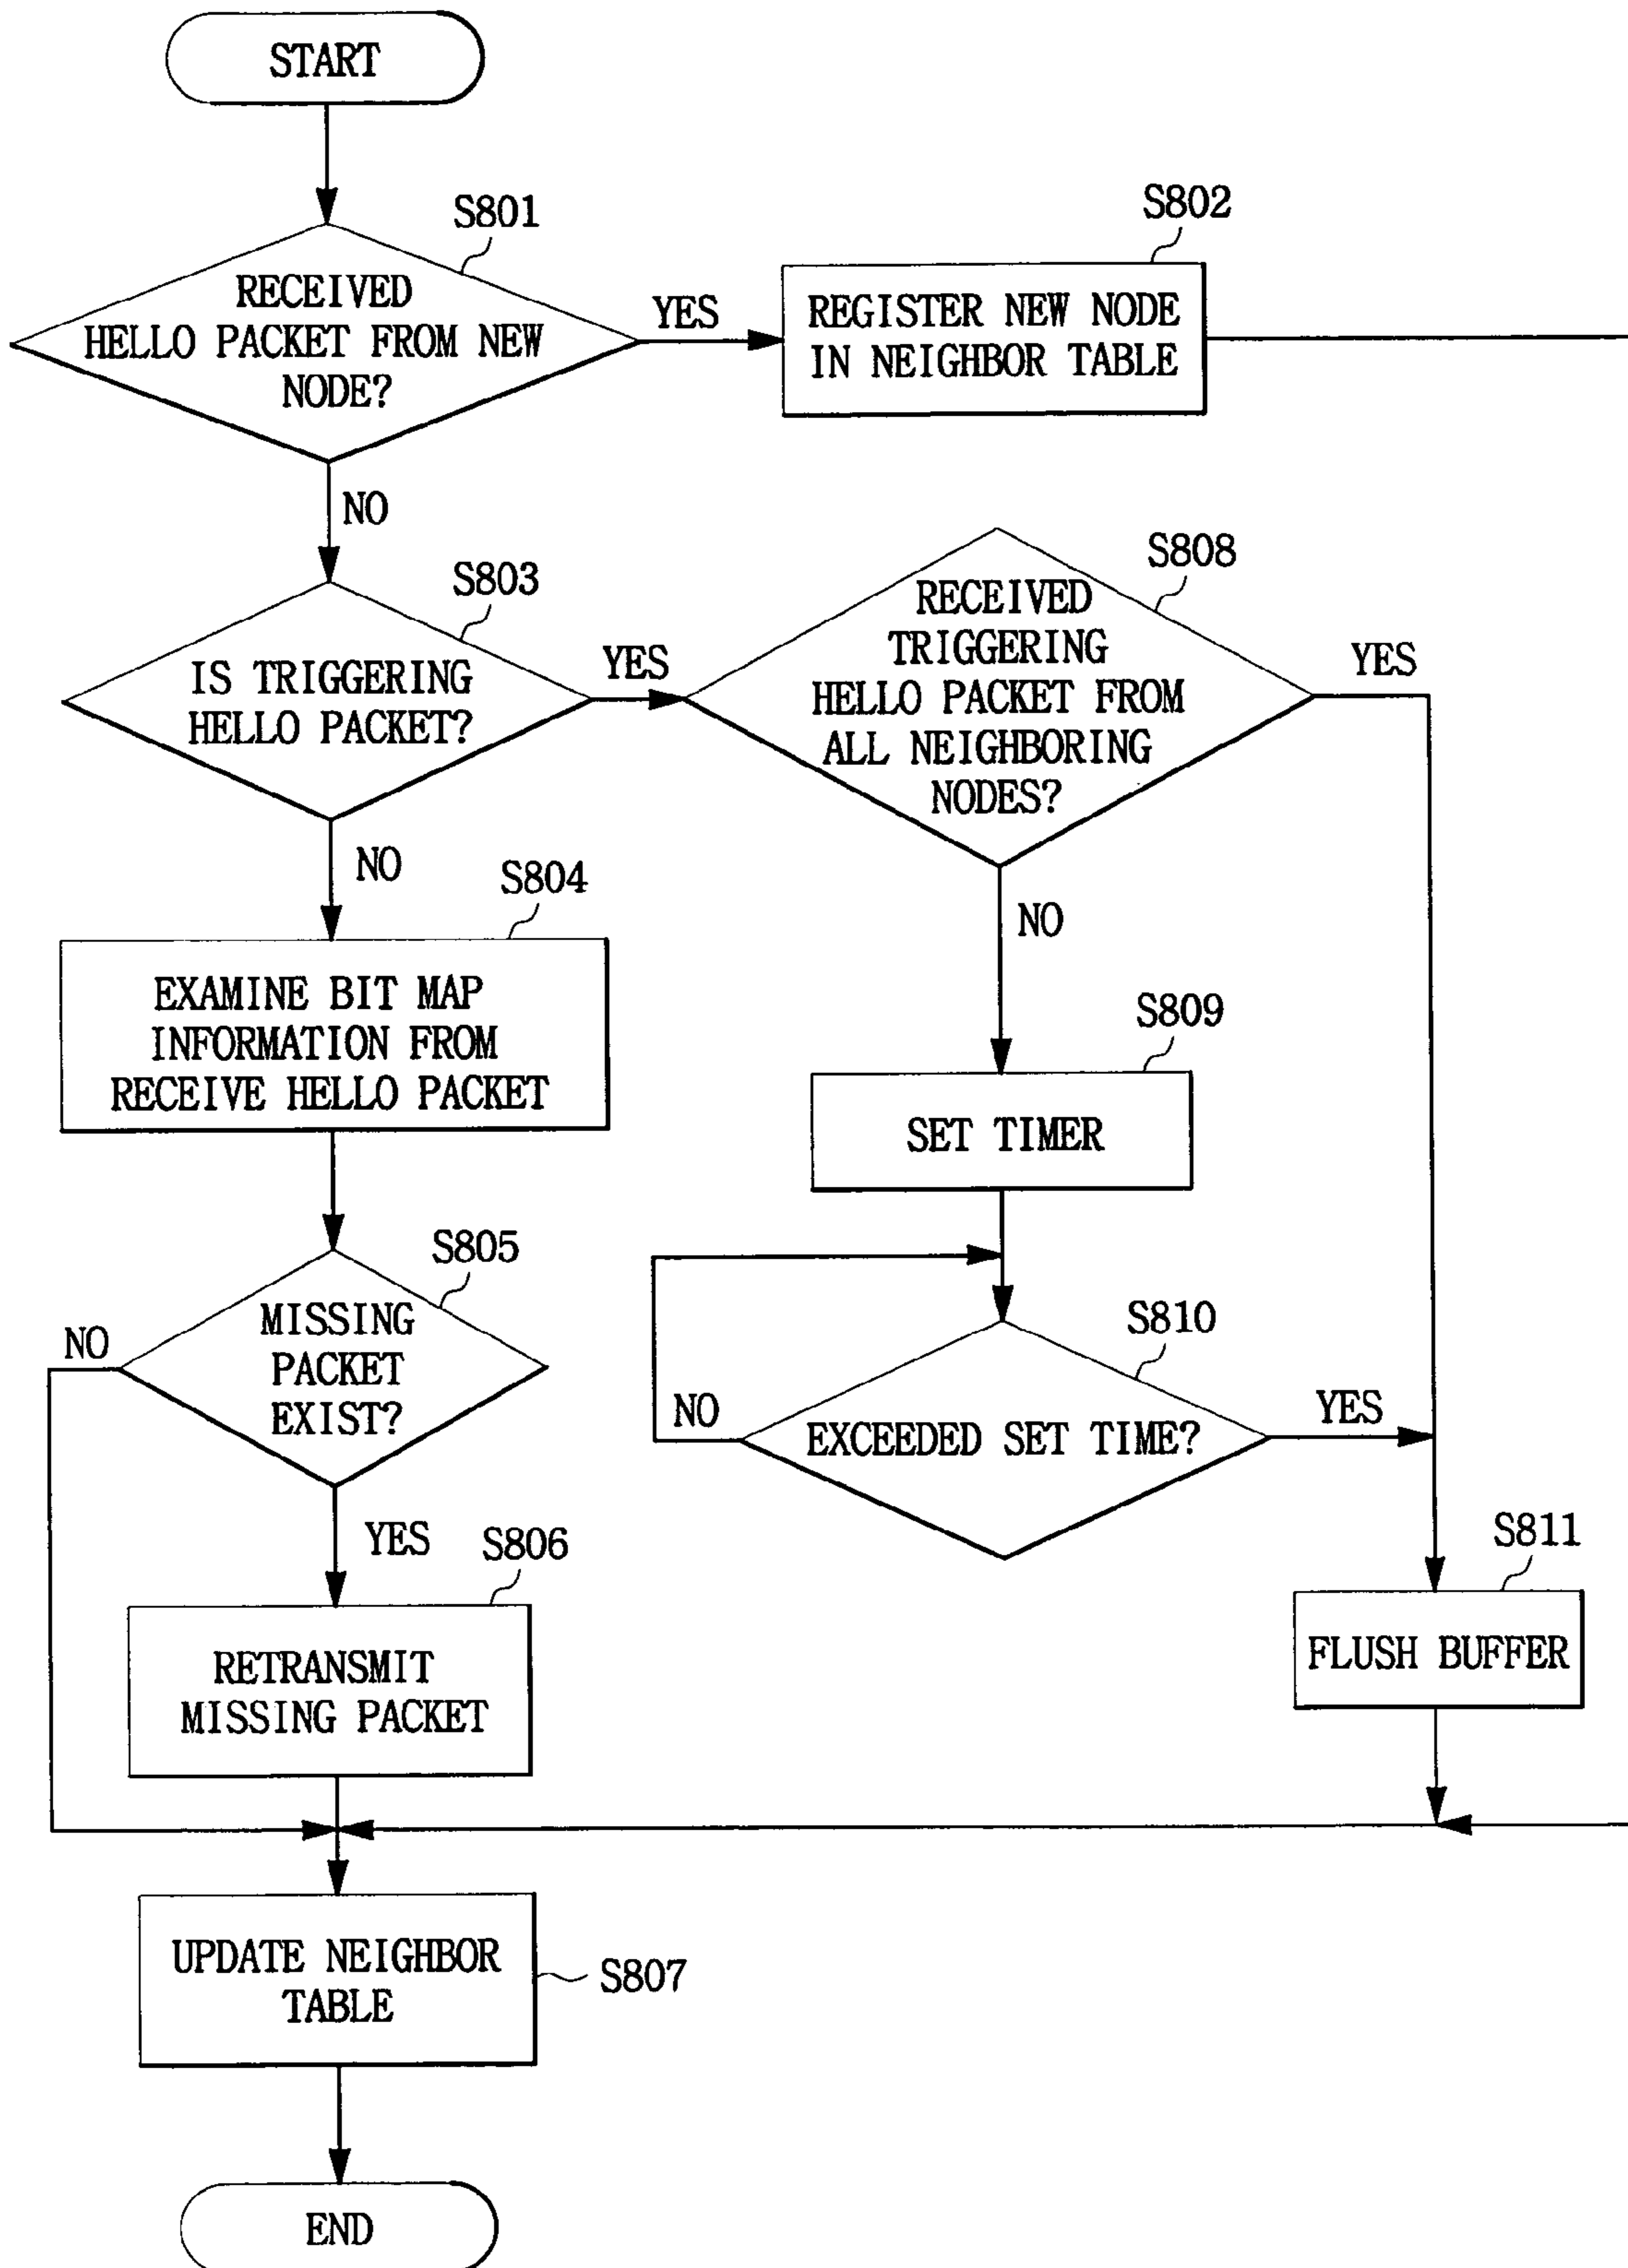 START
S801
RECEIVED
HELLO PACKET FROM NEW
NODE?
YES
S802
REGISTER NEW NODE
IN NEIGHBOR TABLE
NO
S803
IS TRIGGERING
HELLO PACKET?
YES
S808
RECEIVED
TRIGGERING
HELLO PACKET FROM
ALL NEIGHBORING
NODES?
YES
NO
NO
S804
EXAMINE BIT MAP
INFORMATION FROM
RECEIVE HELLO PACKET
S809
SET TIMER
S805
MISSING
PACKET
EXIST?
NO
S810
EXCEEDED SET TIME?
NO
YES
YES
S806
RETRANSMIT
MISSING PACKET
S811
FLUSH BUFFER
UPDATE NEIGHBOR
TABLE
S807
END